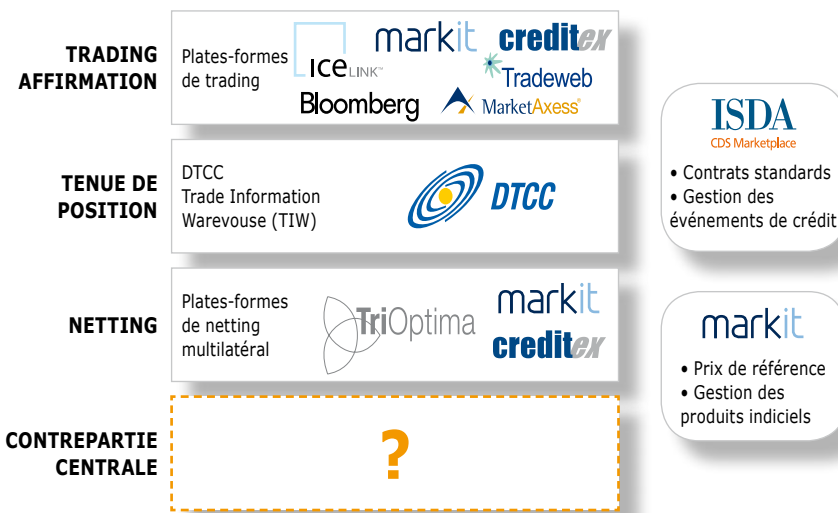 TRADING
AFFIRMATION
Plates-formes
de trading
ICE LINK™
markit
creditex
Tradeweb
Bloomberg
MarketAxess®
TENUE DE
POSITION
DTCC
Trade Information
Warevouse (TIW)
DTCC
NETTING
Plates-formes
de netting
multilatéral
TriOptima
markit
creditex
CONTREPARTIE
CENTRALE
?
ISDA
CDS Marketplace
• Contrats standards
• Gestion des
événements de crédit
markit
• Prix de référence
• Gestion des
produits indiciels